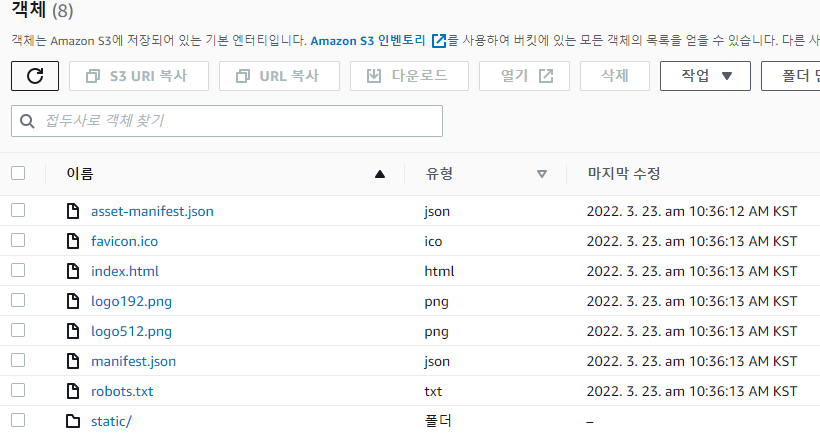 객체 (8)
객체는 Amazon S3에 저장되어 있는 기본 엔터티입니다. Amazon S3 인벤토리 를 사용하여 버킷에 있는 모든 객체의 목록을 얻을 수 있습니다. 다른 사
S3 URI 복사 URL 복사 다운로드 열기 삭제 작업 폴더 만
접두사로 객체 찾기
이름 유형 마지막 수정
asset-manifest.json json 2022. 3. 23. am 10:36:12 AM KST
favicon.ico ico 2022. 3. 23. am 10:36:13 AM KST
index.html html 2022. 3. 23. am 10:36:13 AM KST
logo192.png png 2022. 3. 23. am 10:36:13 AM KST
logo512.png png 2022. 3. 23. am 10:36:13 AM KST
manifest.json json 2022. 3. 23. am 10:36:13 AM KST
robots.txt txt 2022. 3. 23. am 10:36:13 AM KST
static/ 폴더 –